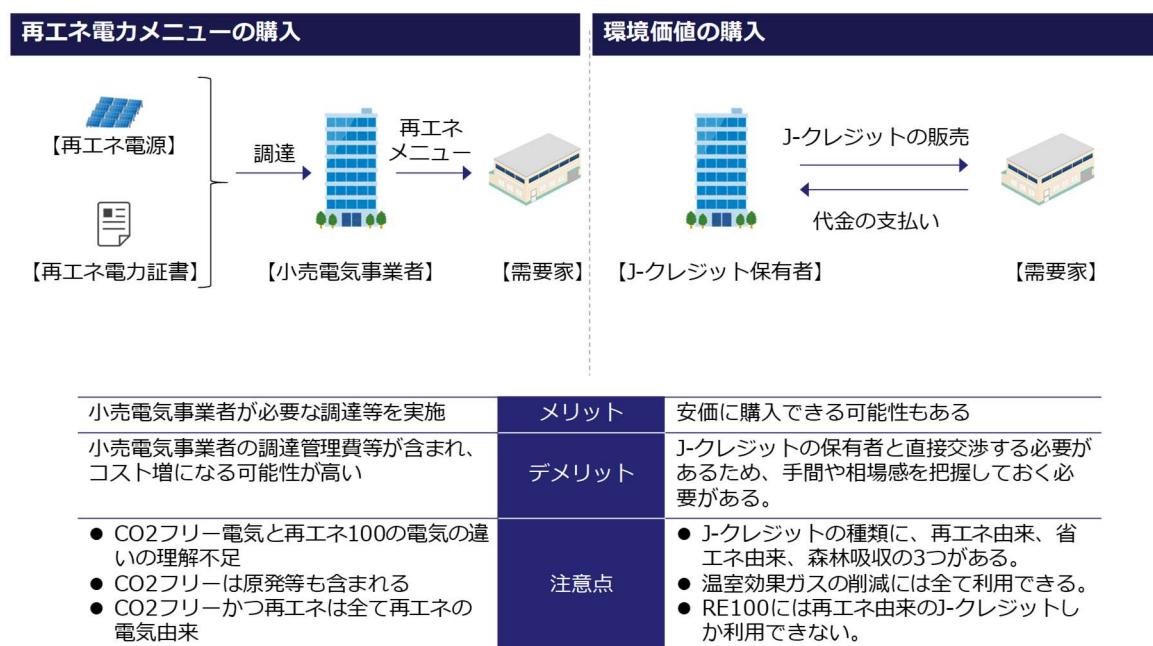 再エネ電力メニューの購入
環境価値の購入
【再エネ電源】
【再エネ電力証書】
調達
【小売電気事業者】
再エネ
メニュー
【需要家】
【J-クレジット保有者】
J-クレジットの販売
代金の支払い
【需要家】
小売電気事業者が必要な調達等を実施
メリット
安価に購入できる可能性もある
小売電気事業者の調達管理費等が含まれ、
コスト増になる可能性が高い
デメリット
J-クレジットの保有者と直接交渉する必要が
あるため、手間や相場感を把握しておく必
要がある。
● CO2フリー電気と再エネ100の電気の違
いの理解不足
● CO2フリーは原発等も含まれる
● CO2フリーかつ再エネは全て再エネの
電気由来
注意点
● J-クレジットの種類に、再エネ由来、省
エネ由来、森林吸収の3つがある。
● 温室効果ガスの削減には全て利用できる。
● RE100には再エネ由来のJ-クレジットし
か利用できない。